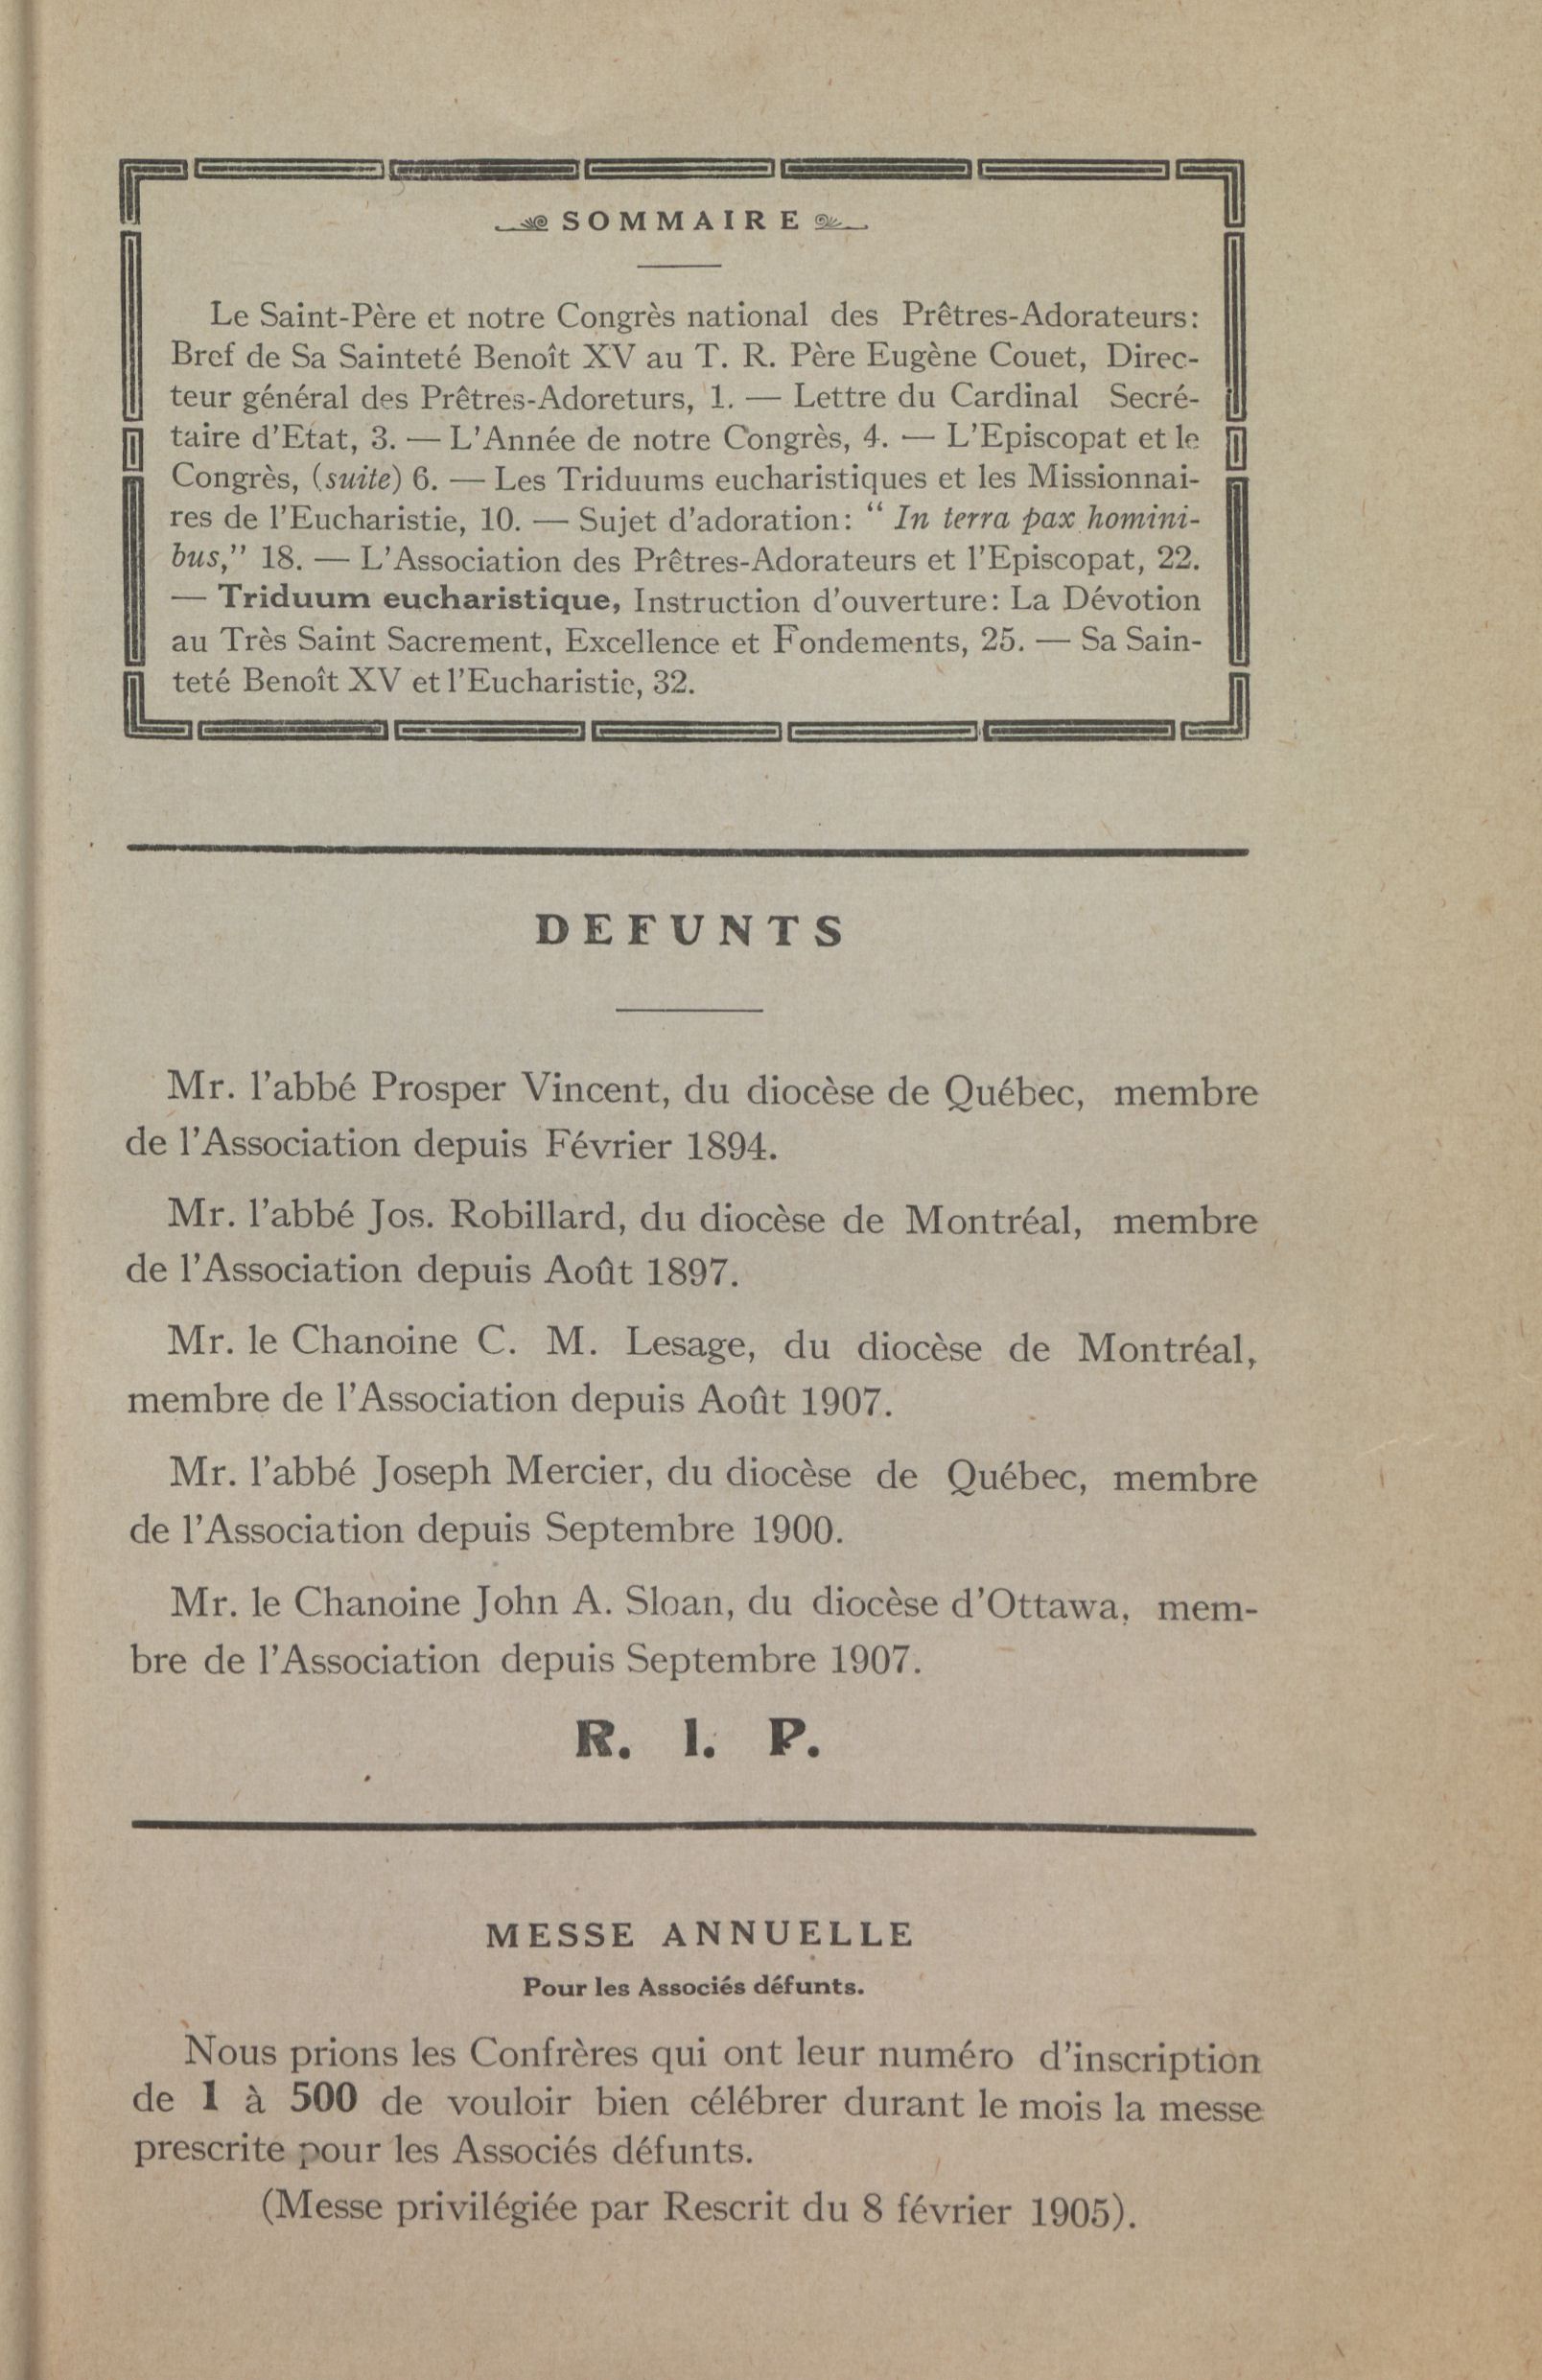 SOMMAIRE
Le Saint-Père et notre Congrès national des Prêtres-Adorateurs:
Bref de Sa Sainteté Benoît XV au T. R. Père Eugène Couet, Direc-
teur général des Prêtres-Adoreturs, 1. — Lettre du Cardinal Secré-
taire d'Etat, 3. — L'Année de notre Congrès, 4. — L'Episcopat et le
Congrès, (suite) 6. — Les Triduums eucharistiques et les Missionnai-
res de l'Eucharistie, 10. — Sujet d'adoration: “ In terra pax homini-
bus,” 18. — L'Association des Prêtres-Adorateurs et l'Episcopat, 22.
— Triduum eucharistique, Instruction d'ouverture: La Dévotion
au Très Saint Sacrement, Excellence et Fondements, 25. — Sa Sain-
teté Benoît XV et l'Eucharistie, 32.
DEFUNTS
Mr. l'abbé Prosper Vincent, du diocèse de Québec, membre
de l'Association depuis Février 1894.
Mr. l'abbé Jos. Robillard, du diocèse de Montréal, membre
de l'Association depuis Août 1897.
Mr. le Chanoine C. M. Lesage, du diocèse de Montréal,
membre de l'Association depuis Août 1907.
Mr. l'abbé Joseph Mercier, du diocèse de Québec, membre
de l'Association depuis Septembre 1900.
Mr. le Chanoine John A. Sloan, du diocèse d'Ottawa, mem-
bre de l'Association depuis Septembre 1907.
R. I. P.
MESSE ANNUELLE
Pour les Associés défunts.
Nous prions les Confrères qui ont leur numéro d'inscription
de 1 à 500 de vouloir bien célébrer durant le mois la messe
prescrite pour les Associés défunts.
(Messe privilégiée par Rescrit du 8 février 1905).